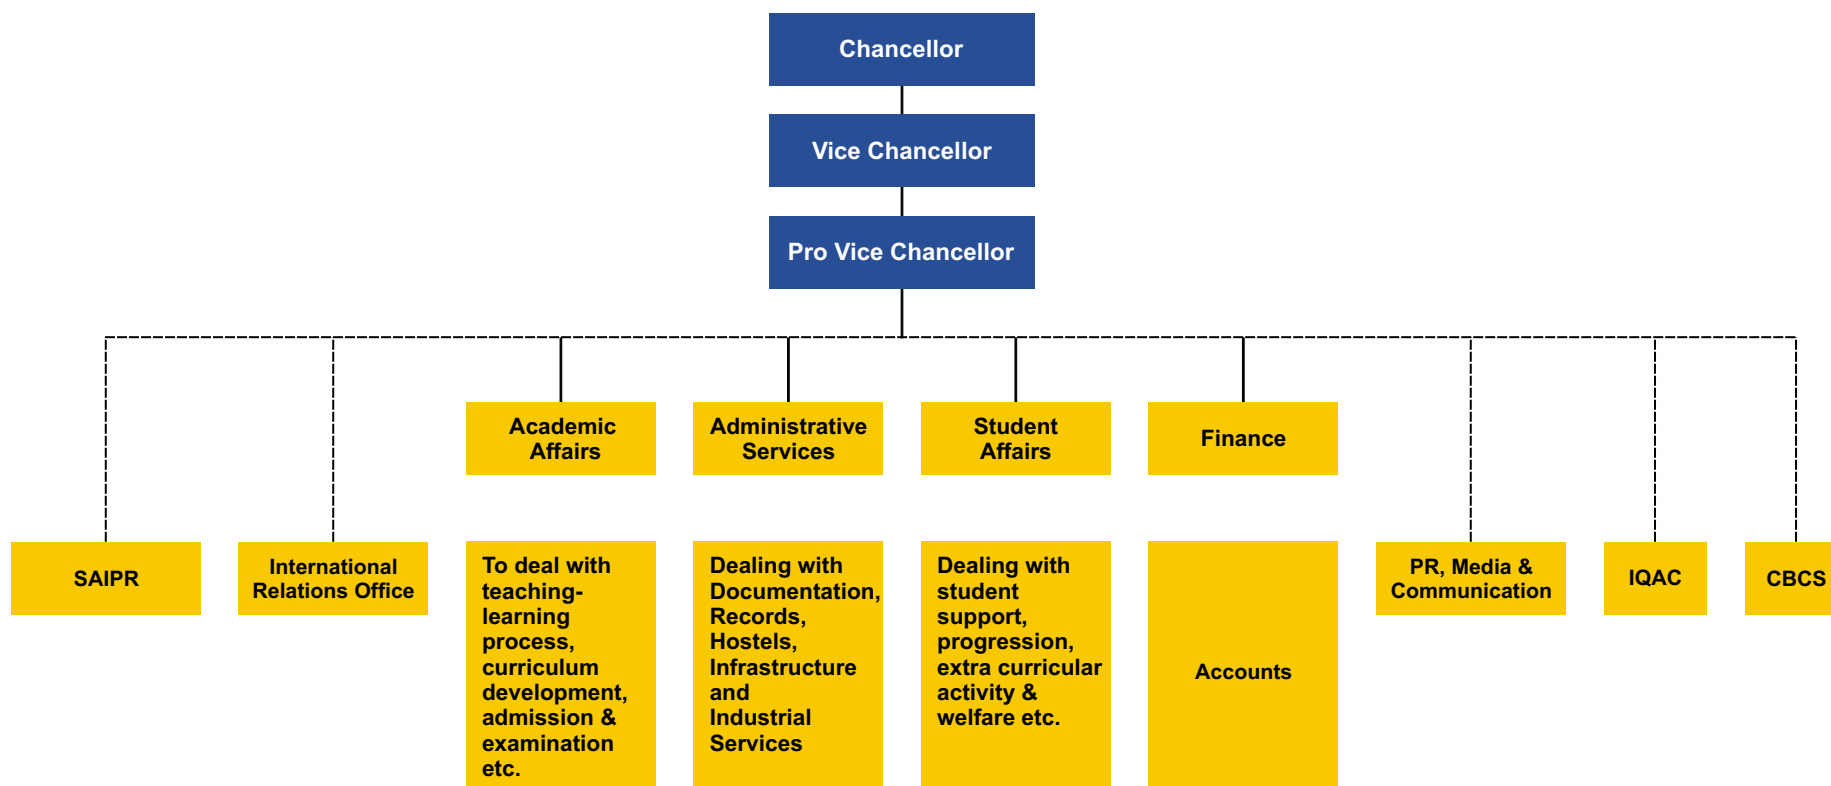 Chancellor
Vice Chancellor
Pro Vice Chancellor
Academic
Affairs
Administrative
Services
Student
Affairs
Finance
SAIPR
International
Relations Office
To deal with
teaching-
learning
process,
curriculum
development,
admission &
examination
etc.
Dealing with
Documentation,
Records,
Hostels,
Infrastructure
and
Industrial
Services
Dealing with
student
support,
progression,
extra curricular
activity &
welfare etc.
Accounts
PR, Media &
Communication
IQAC
CBCS